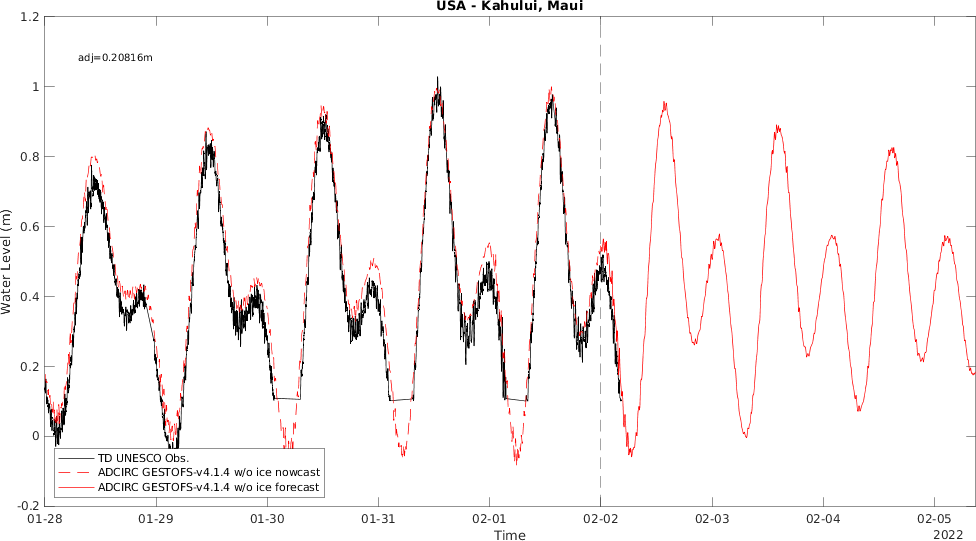 USA - Kahului, Maui
adj=0.20816m
1.2
1
0.8
0.6
0.4
0.2
0
-0.2
Water Level (m)
TD UNESCO Obs.
ADCIRC GESTOFS-v4.1.4 w/o ice nowcast
ADCIRC GESTOFS-v4.1.4 w/o ice forecast
01-28 01-29 01-30 01-31 02-01 02-02 02-03 02-04 02-05
Time
2022